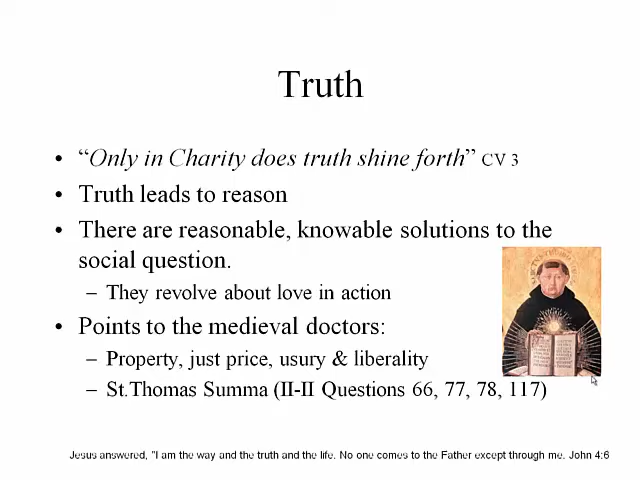 Truth
• “Only in Charity does truth shine forth” CV 3
• Truth leads to reason
• There are reasonable, knowable solutions to the
social question.
– They revolve about love in action
• Points to the medieval doctors:
– Property, just price, usury & liberality
– St.Thomas Summa (II-II Questions 66, 77, 78, 117)
Jesus answered, "I am the way and the truth and the life. No one comes to the Father except through me. John 4:6